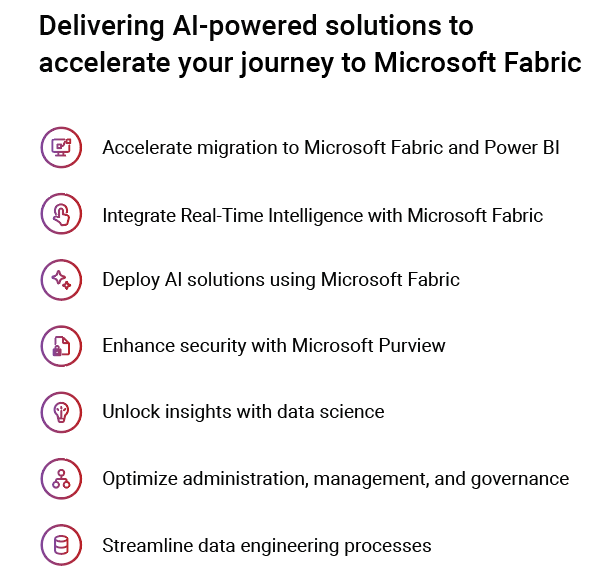 Delivering AI-powered solutions to
accelerate your journey to Microsoft Fabric
Accelerate migration to Microsoft Fabric and Power BI
Integrate Real-Time Intelligence with Microsoft Fabric
Deploy AI solutions using Microsoft Fabric
Enhance security with Microsoft Purview
Unlock insights with data science
Optimize administration, management, and governance
Streamline data engineering processes